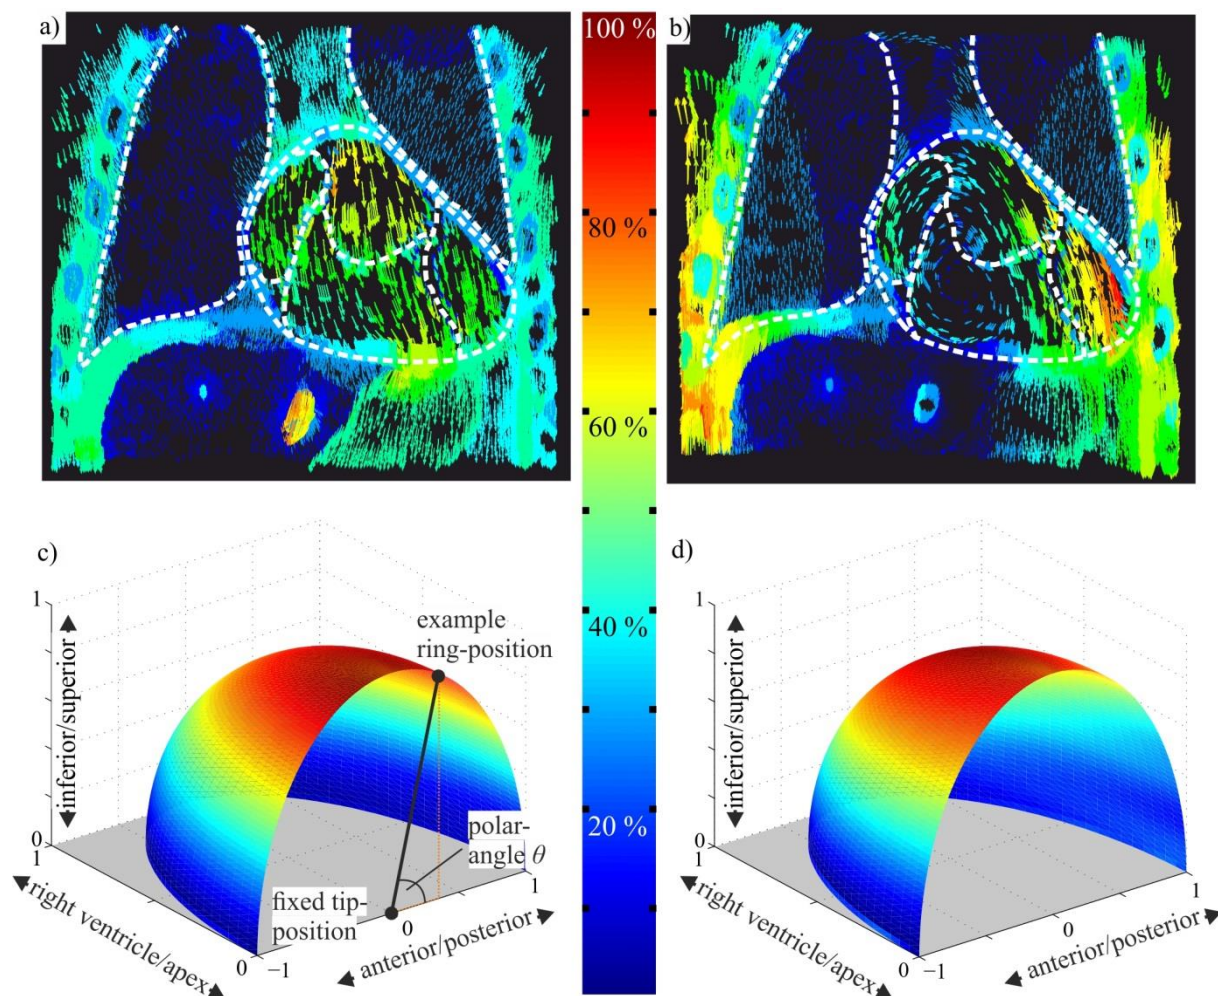 a)
100 %
b)
80 %
60 %
40 %
20 %
c)
1
inferior/superior
0
1
example
ring-position
polar-
angle θ
fixed tip-
position
0
1
0
−1
right ventricle/apex
anterior/posterior
d)
1
inferior/superior
0
1
1
0
0
−1
right ventricle/apex
anterior/posterior